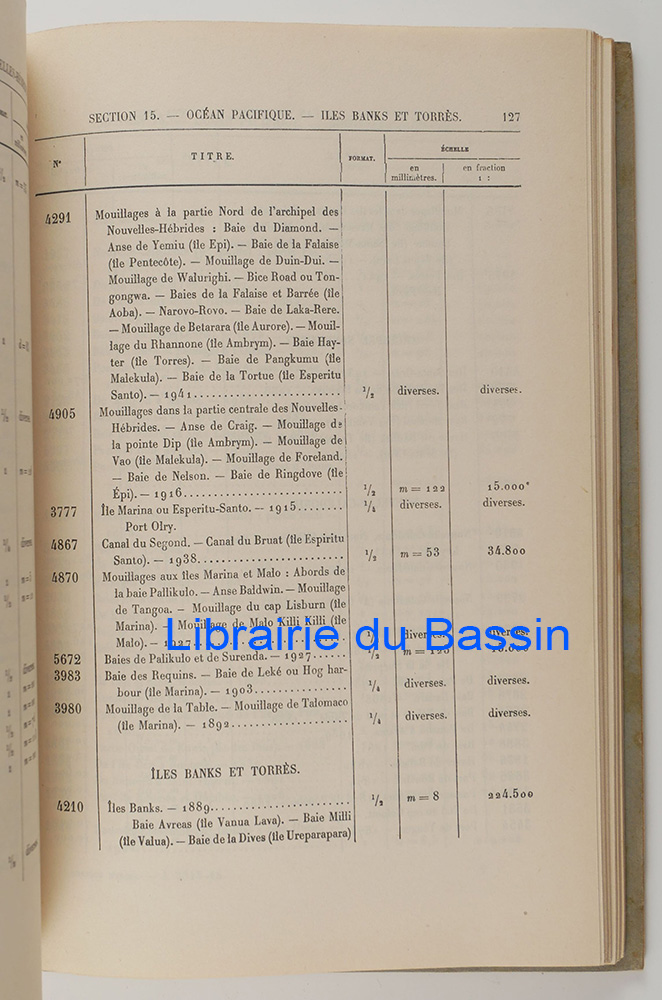 SECTION 15. — OCÉAN PACIFIQUE. — ILES BANKS ET TORRÈS. 127
N° TITRE. FORMAT. ÉCHELLE
en millimètres. en fraction 1 :
4291 Mouillages à la partie Nord de l'archipel des
Nouvelles-Hébrides : Baie du Diamond. —
Anse de Yemiu (île Epi). — Baie de la Falaise
(île Pentecôte). — Mouillage de Duin-Dui. —
Mouillage de Walurighi. — Bice Road ou Ton-
gongwa. — Baies de la Falaise et Barrée (île
Aoba). — Narovo-Rovo. — Baie de Laka-Rere.
— Mouillage de Betarara (île Aurore). — Mouil-
lage du Rhannone (île Ambrym). — Baie Hay-
ter (île Torres). — Baie de Pangkumu (île
Malekula). — Baie de la Tortue (île Esperitu
Santo). — 1941 1/2 diverses. diverses.
4905 Mouillages dans la partie centrale des Nouvelles-
Hébrides. — Anse de Craig. — Mouillage de
la pointe Dip (île Ambrym). — Mouillage de
Vao (île Malekula). — Mouillage de Foreland.
— Baie de Nelson. — Baie de Ringdove (île
Épi). — 1916 1/2 m = 122 15.000
3777 Île Marina ou Esperitu-Santo. — 1915 1/4 diverses. diverses.
Port Olry.
4867 Canal du Segond. — Canal du Bruat (île Espiritu
Santo). — 1938 1/2 m = 53 34.800
4870 Mouillages aux îles Marina et Malo : Abords de
la baie Pallikulo. — Anse Baldwin. — Mouillage
de Tangoa. — Mouillage du cap Lisburn (île
Marina). — Mouillage de Malo Killi Killi (île
Malo). — 1927 diverses. diverses.
Librairie du Bassin
5672 Baies de Palikulo et de Surenda. — 1927 1/2 m =
3983 Baie des Requins. — Baie de Leké ou Hog har-
bour (île Marina). — 1903 1/4 diverses. diverses.
3980 Mouillage de la Table. — Mouillage de Talomaco
(île Marina). — 1892 1/4 diverses. diverses.
ÎLES BANKS ET TORRÈS.
4210 Îles Banks. — 1889 1/2 m = 8 224.500
Baie Avreas (île Vanua Lava). — Baie Milli
(île Valua). — Baie de la Dives (île Ureparapara)